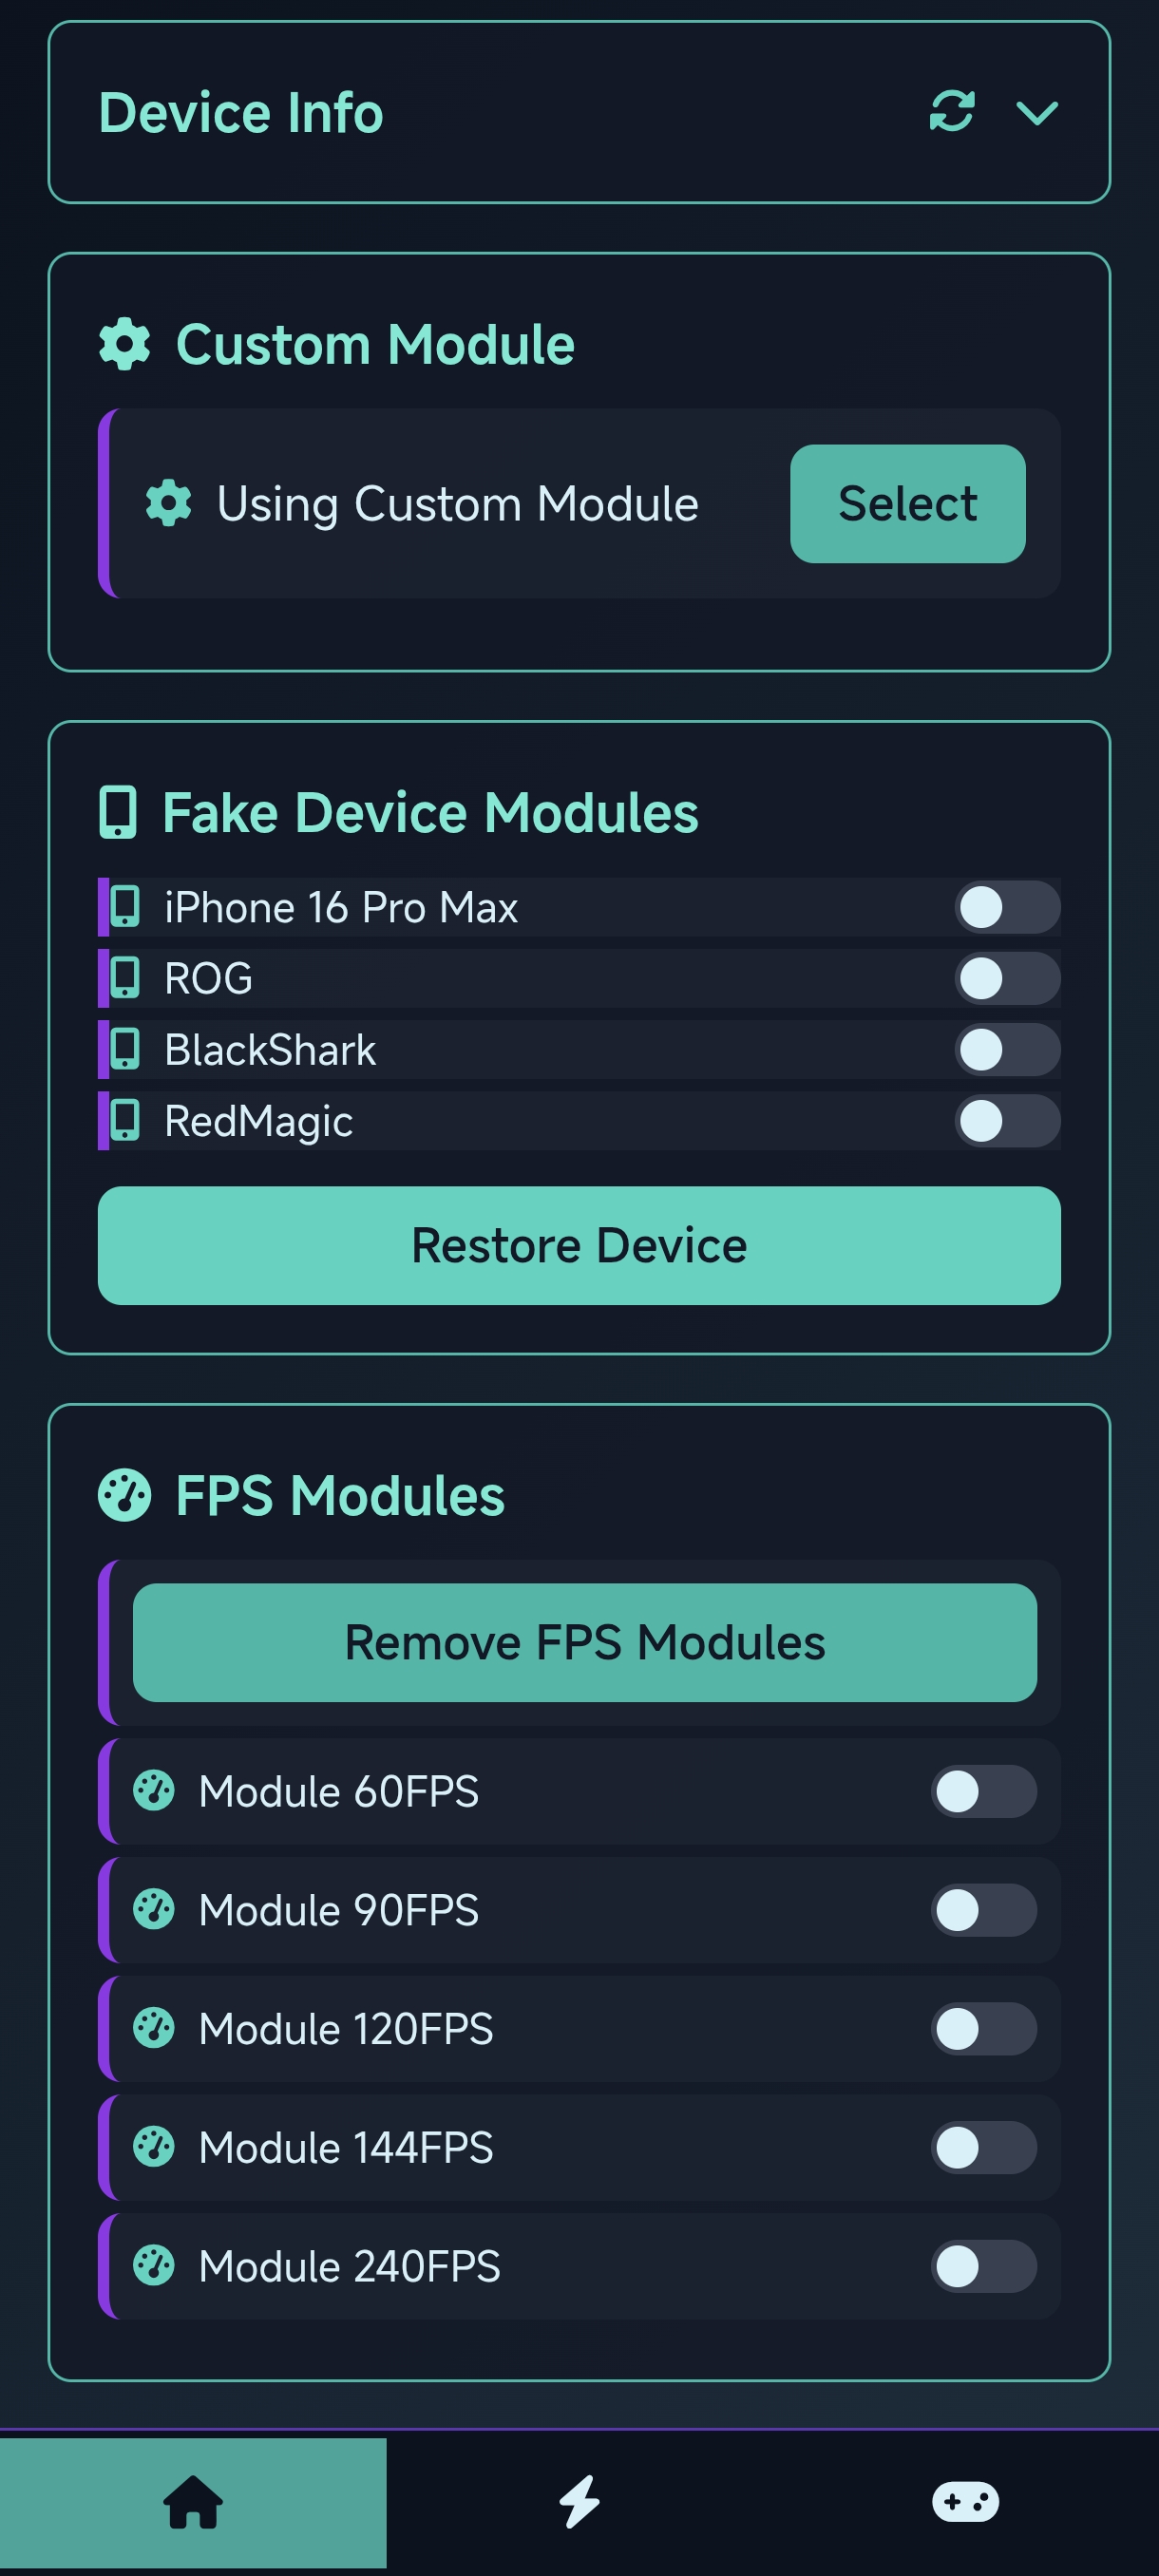 Device Info
Custom Module
Using Custom Module
Select
Fake Device Modules
iPhone 16 Pro Max
ROG
BlackShark
RedMagic
Restore Device
FPS Modules
Remove FPS Modules
Module 60FPS
Module 90FPS
Module 120FPS
Module 144FPS
Module 240FPS